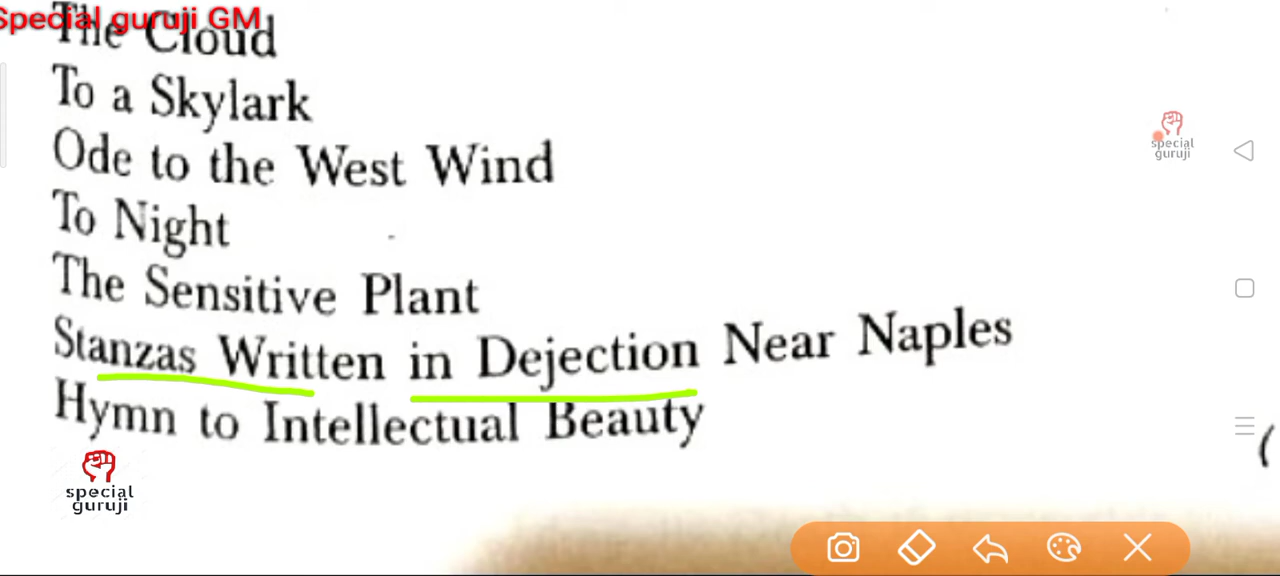 Special guruji GM
The Cloud
To a Skylark
Ode to the West Wind
To Night
The Sensitive Plant
Stanzas Written in Dejection Near Naples
Hymn to Intellectual Beauty
special
guruji
special
guruji
(